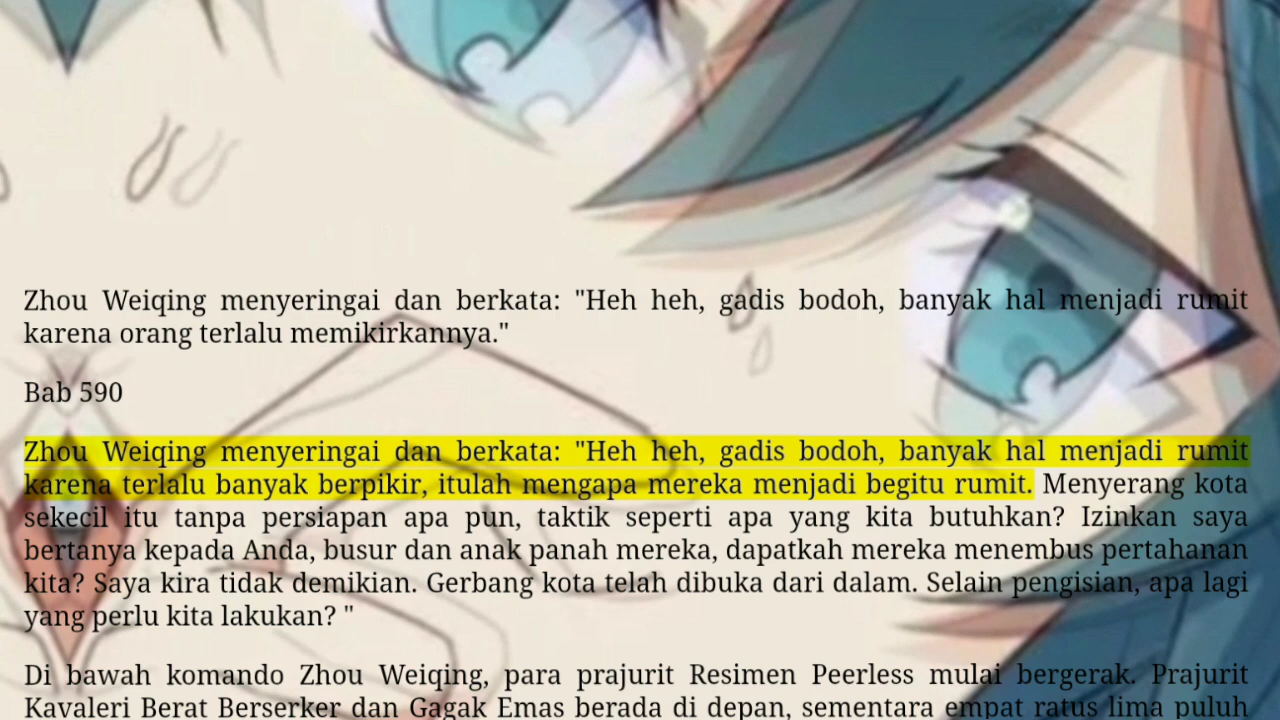 Zhou Weiqing menyeringai dan berkata: "Heh heh, gadis bodoh, banyak hal menjadi rumit
karena orang terlalu memikirkannya."
Bab 590
Zhou Weiqing menyeringai dan berkata: "Heh heh, gadis bodoh, banyak hal menjadi rumit
karena terlalu banyak berpikir, itulah mengapa mereka menjadi begitu rumit. Menyerang kota
sekecil itu tanpa persiapan apa pun, taktik seperti apa yang kita butuhkan? Izinkan saya
bertanya kepada Anda, busur dan anak panah mereka, dapatkah mereka menembus pertahanan
kita? Saya kira tidak demikian. Gerbang kota telah dibuka dari dalam. Selain pengisian, apa lagi
yang perlu kita lakukan? "
Di bawah komando Zhou Weiqing, para prajurit Resimen Peerless mulai bergerak. Prajurit
Kavaleri Berat Berserker dan Gagak Emas berada di depan, sementara empat ratus lima puluh